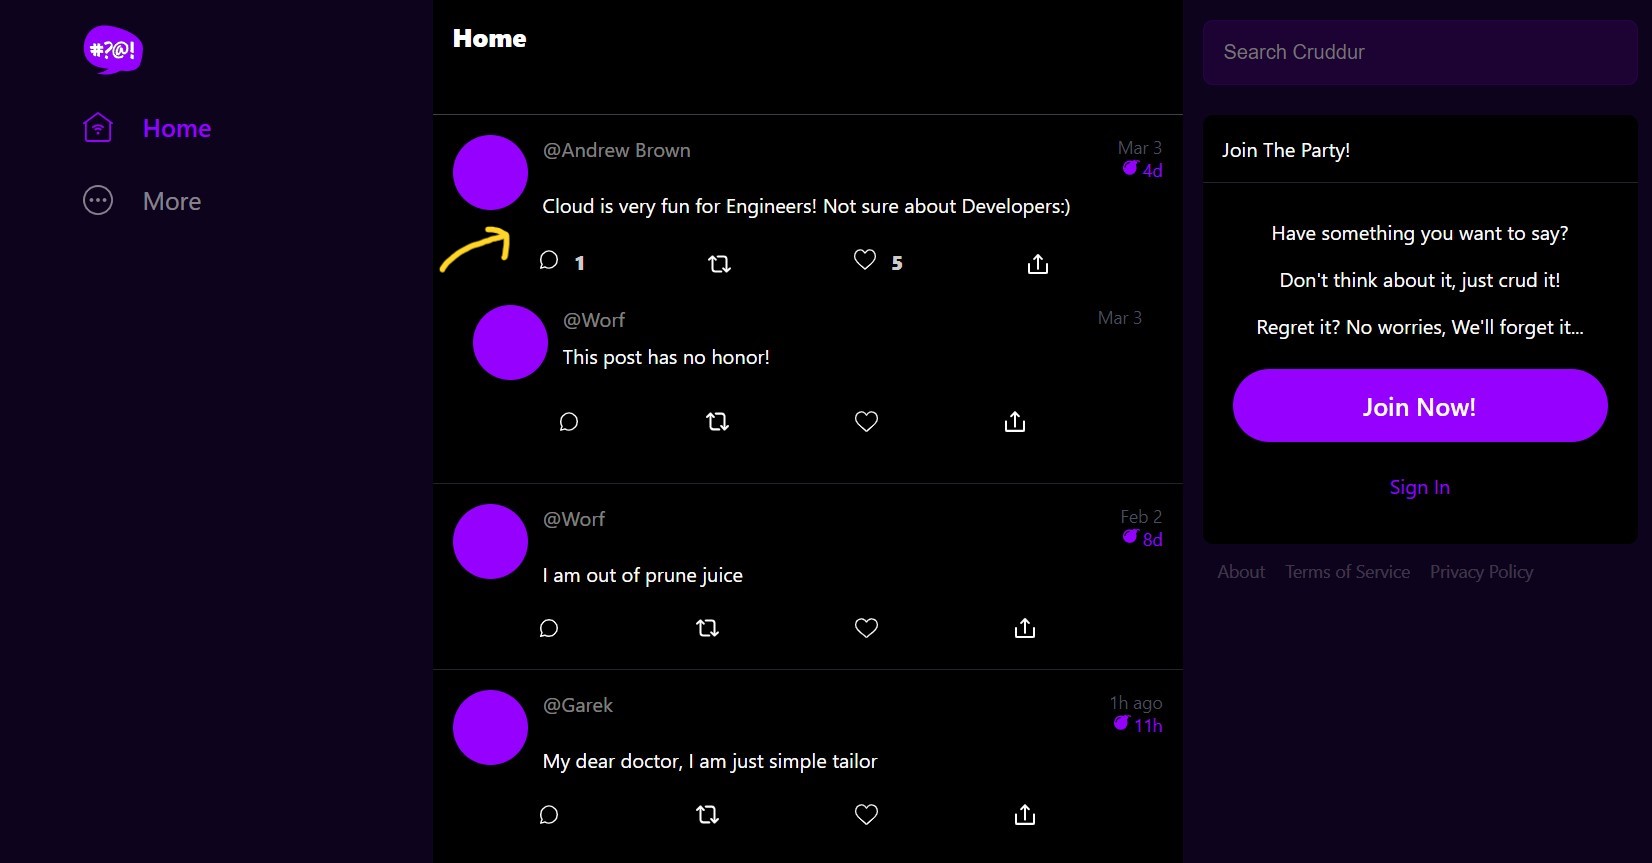 #?@!
Home
More
Home
@Andrew Brown
Mar 3
4d
Cloud is very fun for Engineers! Not sure about Developers:)
1
5
@Worf
Mar 3
This post has no honor!
@Worf
Feb 2
8d
I am out of prune juice
@Garek
1h ago
11h
My dear doctor, I am just simple tailor
Search Cruddur
Join The Party!
Have something you want to say?
Don't think about it, just crud it!
Regret it? No worries, We'll forget it...
Join Now!
Sign In
About Terms of Service Privacy Policy